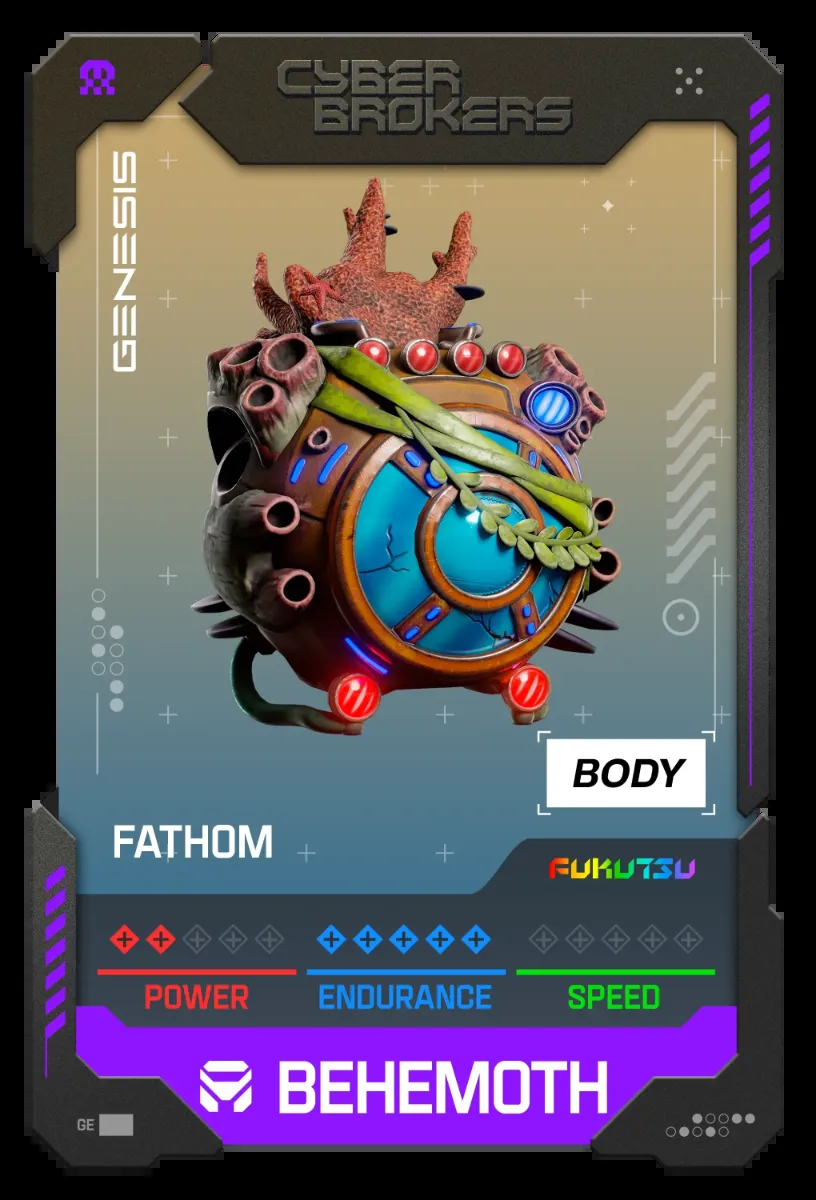 CYBER
BROKERS
GENESIS
BODY
FATHOM
FUKUTSU
POWER
ENDURANCE
SPEED
BEHEMOTH
GE